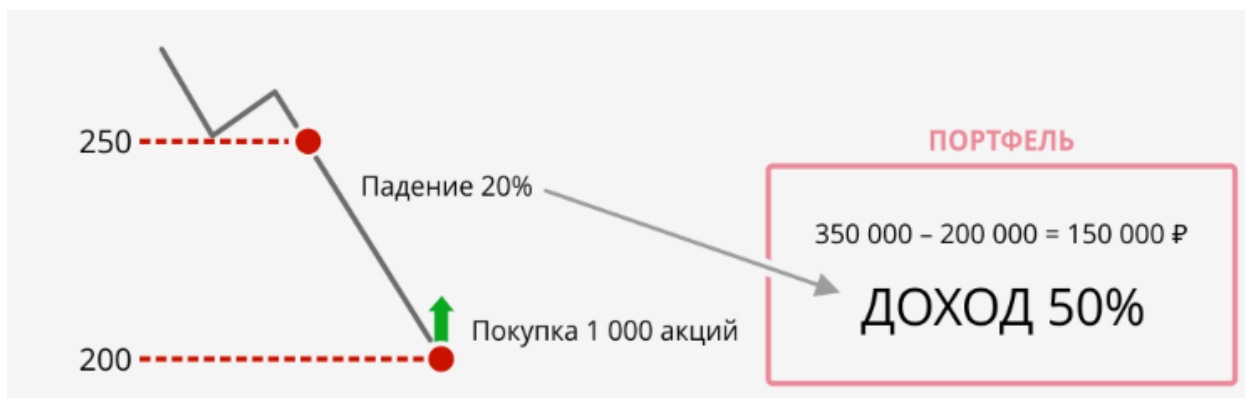 250
Падение 20%
Покупка 1 000 акций
200
ПОРТФЕЛЬ
350 000 – 200 000 = 150 000 ₽
ДОХОД 50%